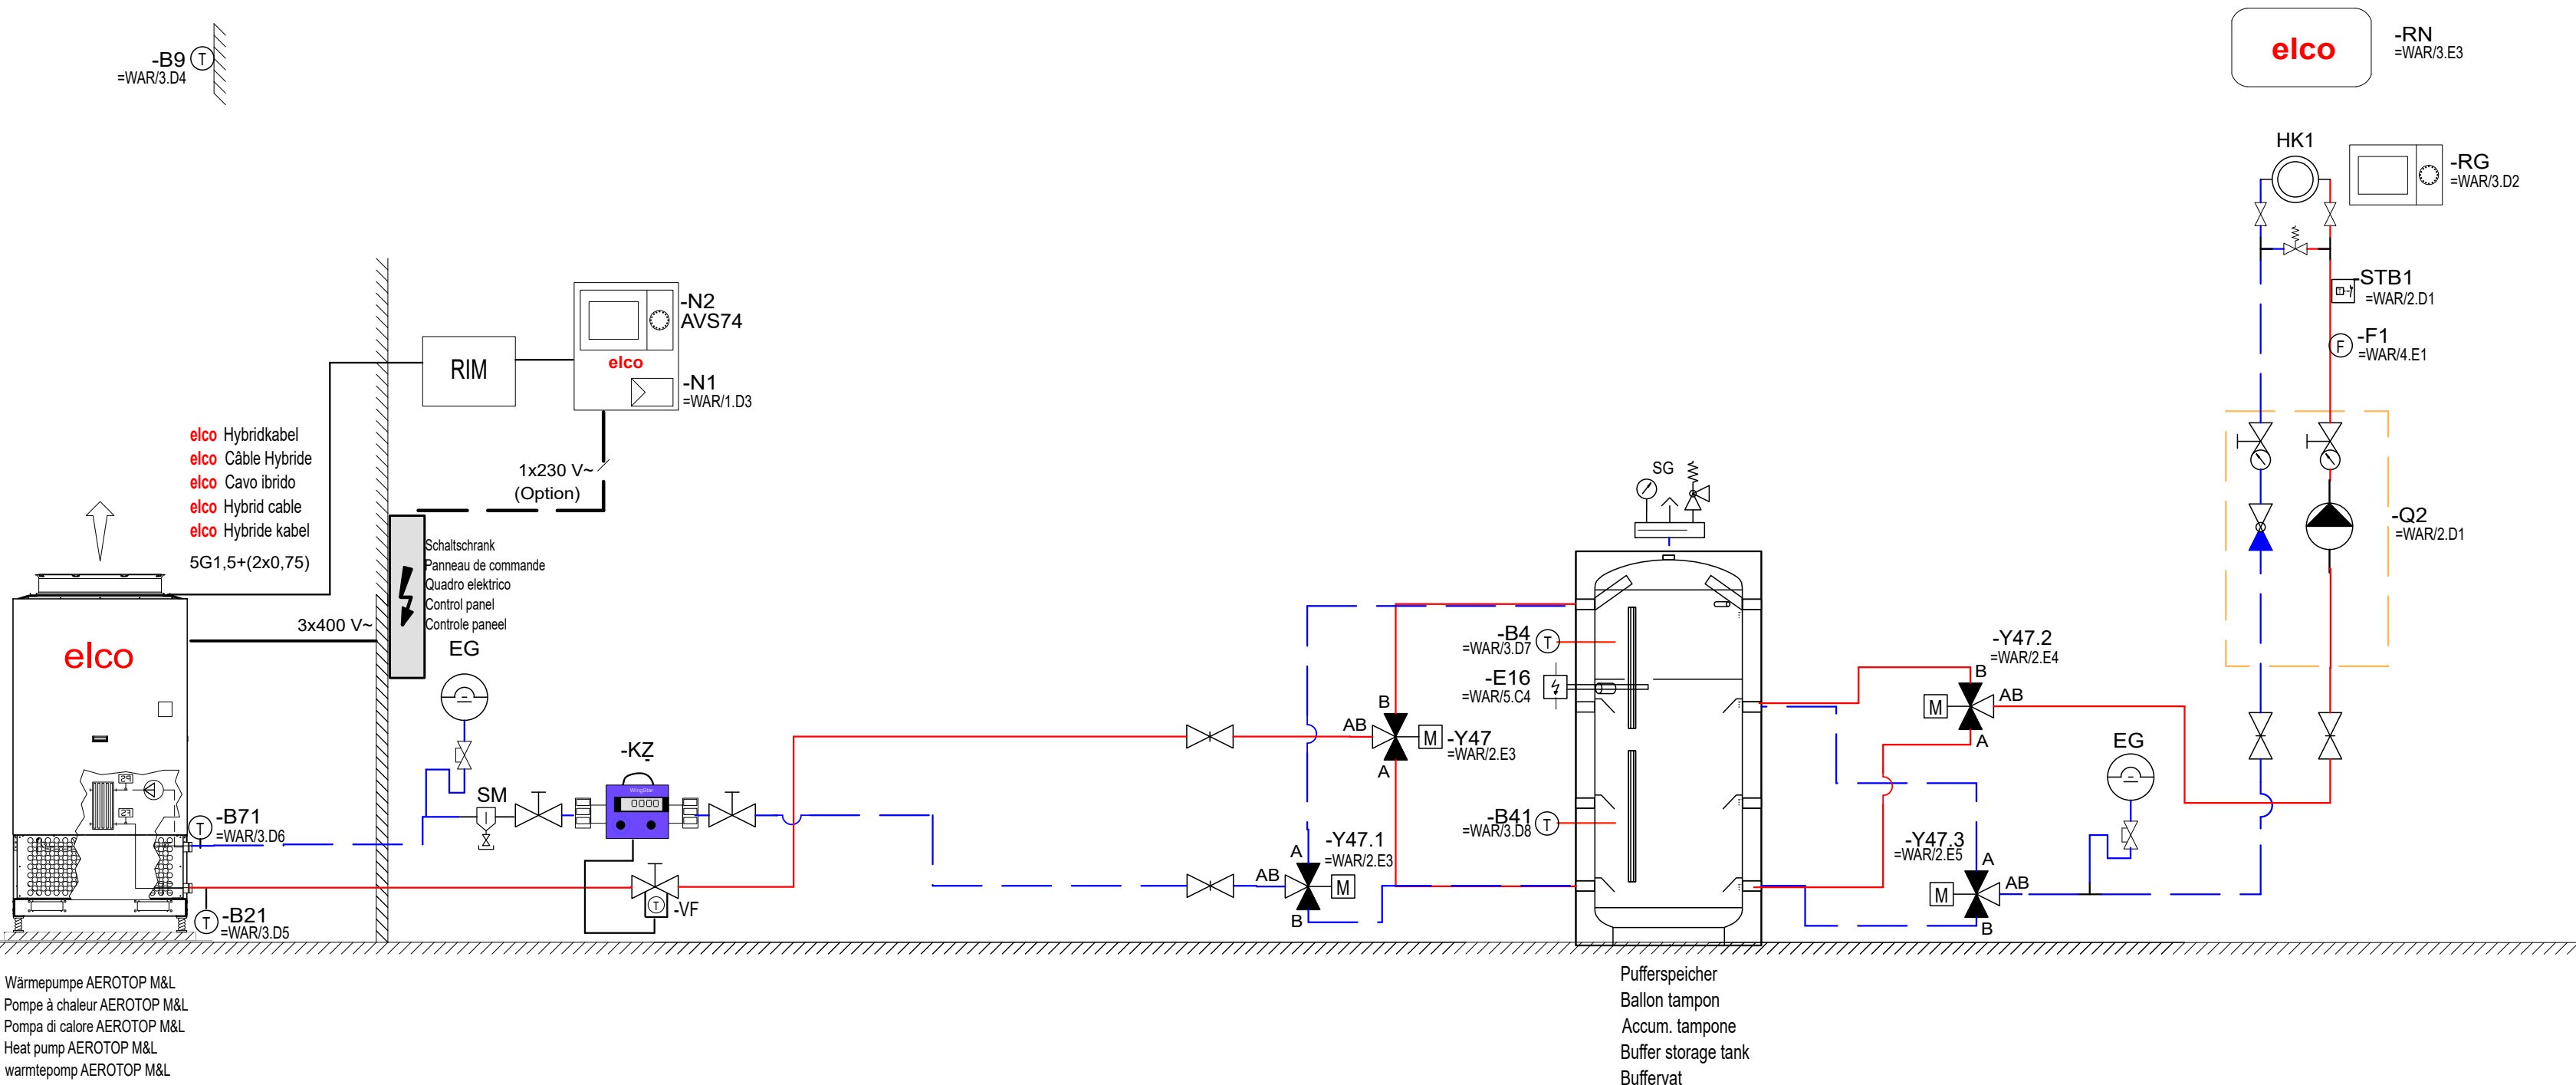 -B9
T
=WAR/3.D4
elco
-RN
=WAR/3.E3
HK1
-RG
=WAR/3.D2
-STB1
=WAR/2.D1
F
-F1
=WAR/4.E1
-N2
AVS74
elco
-N1
=WAR/1.D3
RIM
elco Hybridkabel
elco Câble Hybride
elco Cavo ibrido
elco Hybrid cable
elco Hybride kabel
5G1,5+(2x0,75)
1x230 V~
(Option)
Schaltschrank
Panneau de commande
Quadro elektrico
Control panel
Controle paneel
3x400 V~
elco
EG
SM
-KZ
WingStar
0000
T
-B71
=WAR/3.D6
T
-B21
=WAR/3.D5
T
-VF
SG
T
-B4
=WAR/3.D7
-E16
=WAR/5.C4
B
AB
M
-Y47
=WAR/2.E3
A
T
-B41
=WAR/3.D8
A
-Y47.1
=WAR/2.E3
AB
M
B
-Y47.2
=WAR/2.E4
B
AB
M
A
-Y47.3
=WAR/2.E5
A
AB
M
B
EG
-Q2
=WAR/2.D1
Wärmepumpe AEROTOP M&L
Pompe à chaleur AEROTOP M&L
Pompa di calore AEROTOP M&L
Heat pump AEROTOP M&L
warmtepomp AEROTOP M&L
Pufferspeicher
Ballon tampon
Accum. tampone
Buffer storage tank
Buffervat